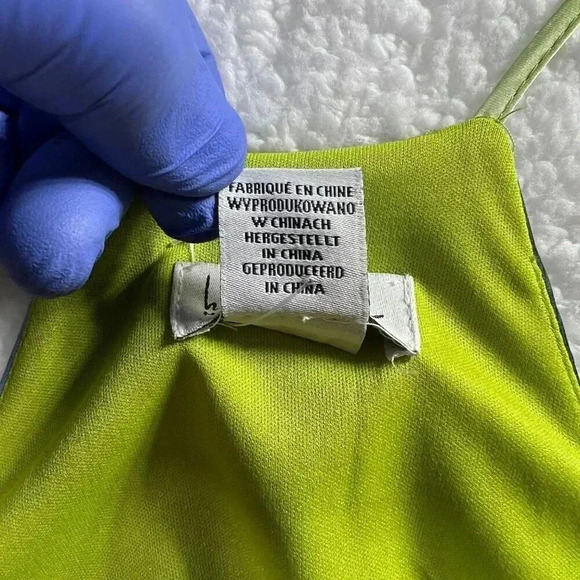 FABRIQUÉ EN CHINE
WYPRODUKOWANO
W CHINACH
HERGESTELLT
IN CHINA
GEPRODUCEERD
IN CHINA